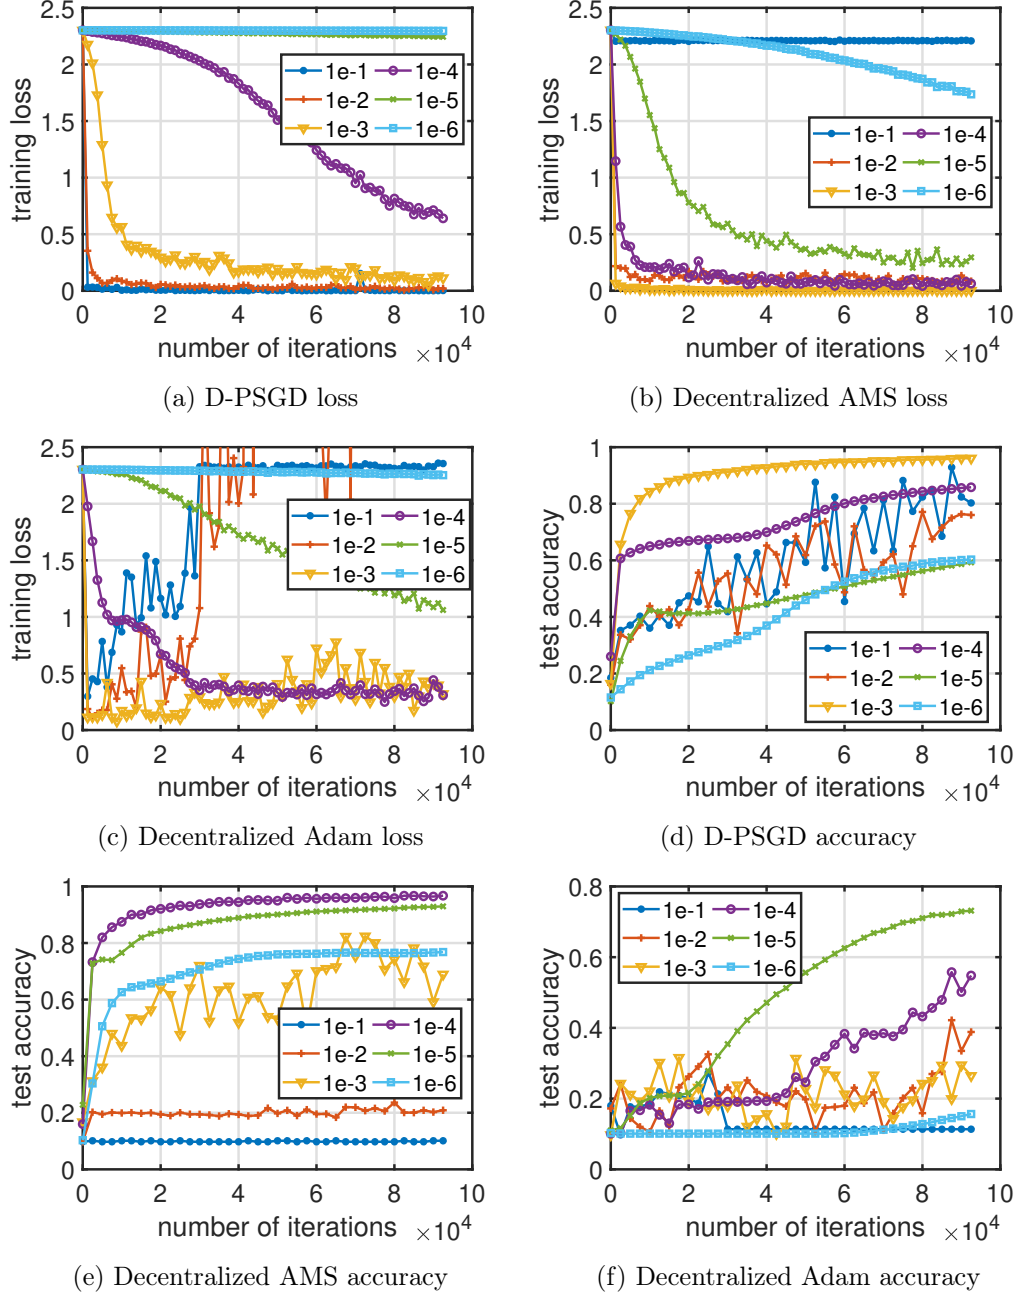 2.5
2
1.5
1
0.5
0
training loss
1e-1
1e-2
1e-3
1e-4
1e-5
1e-6
0 2 4 6 8 10
number of iterations ×10^4
(a) D-PSGD loss
2.5
2
1.5
1
0.5
0
training loss
1e-1
1e-2
1e-3
1e-4
1e-5
1e-6
0 2 4 6 8 10
number of iterations ×10^4
(b) Decentralized AMS loss
2.5
2
1.5
1
0.5
0
training loss
1e-1
1e-2
1e-3
1e-4
1e-5
1e-6
0 2 4 6 8 10
number of iterations ×10^4
(c) Decentralized Adam loss
1
0.8
0.6
0.4
0.2
0
test accuracy
1e-1
1e-2
1e-3
1e-4
1e-5
1e-6
0 2 4 6 8 10
number of iterations ×10^4
(d) D-PSGD accuracy
1
0.8
0.6
0.4
0.2
0
test accuracy
1e-1
1e-2
1e-3
1e-4
1e-5
1e-6
0 2 4 6 8 10
number of iterations ×10^4
(e) Decentralized AMS accuracy
0.8
0.6
0.4
0.2
0
test accuracy
1e-1
1e-2
1e-3
1e-4
1e-5
1e-6
0 2 4 6 8 10
number of iterations ×10^4
(f) Decentralized Adam accuracy